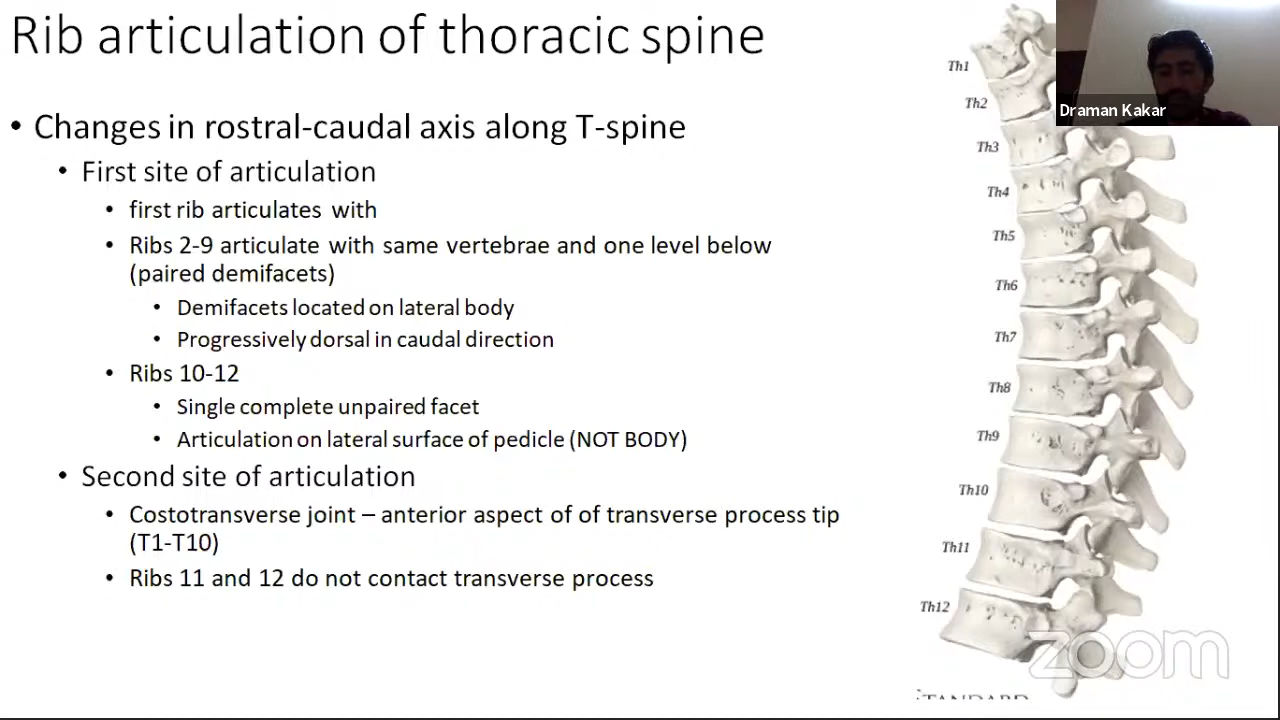 Rib articulation of thoracic spine
• Changes in rostral-caudal axis along T-spine
• First site of articulation
• first rib articulates with
• Ribs 2-9 articulate with same vertebrae and one level below
(paired demifacets)
• Demifacets located on lateral body
• Progressively dorsal in caudal direction
• Ribs 10-12
• Single complete unpaired facet
• Articulation on lateral surface of pedicle (NOT BODY)
• Second site of articulation
• Costotransverse joint – anterior aspect of of transverse process tip
(T1-T10)
• Ribs 11 and 12 do not contact transverse process
Th1
Th2
Th3
Th4
Th5
Th6
Th7
Th8
Th9
Th10
Th11
Th12
Draman Kakar
zoom